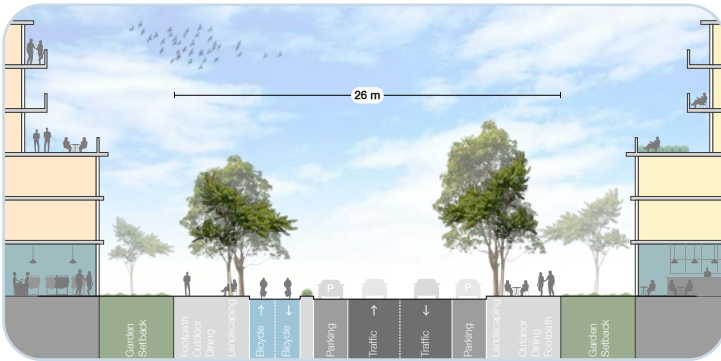 26 m
P
P
Garden
Setback
Footpath
Outdoor
Dining
Landscaping
Bicycle
Bicycle
Parking
Traffic
Traffic
Parking
Landscaping
Outdoor
Dining
Footpath
Garden
Setback